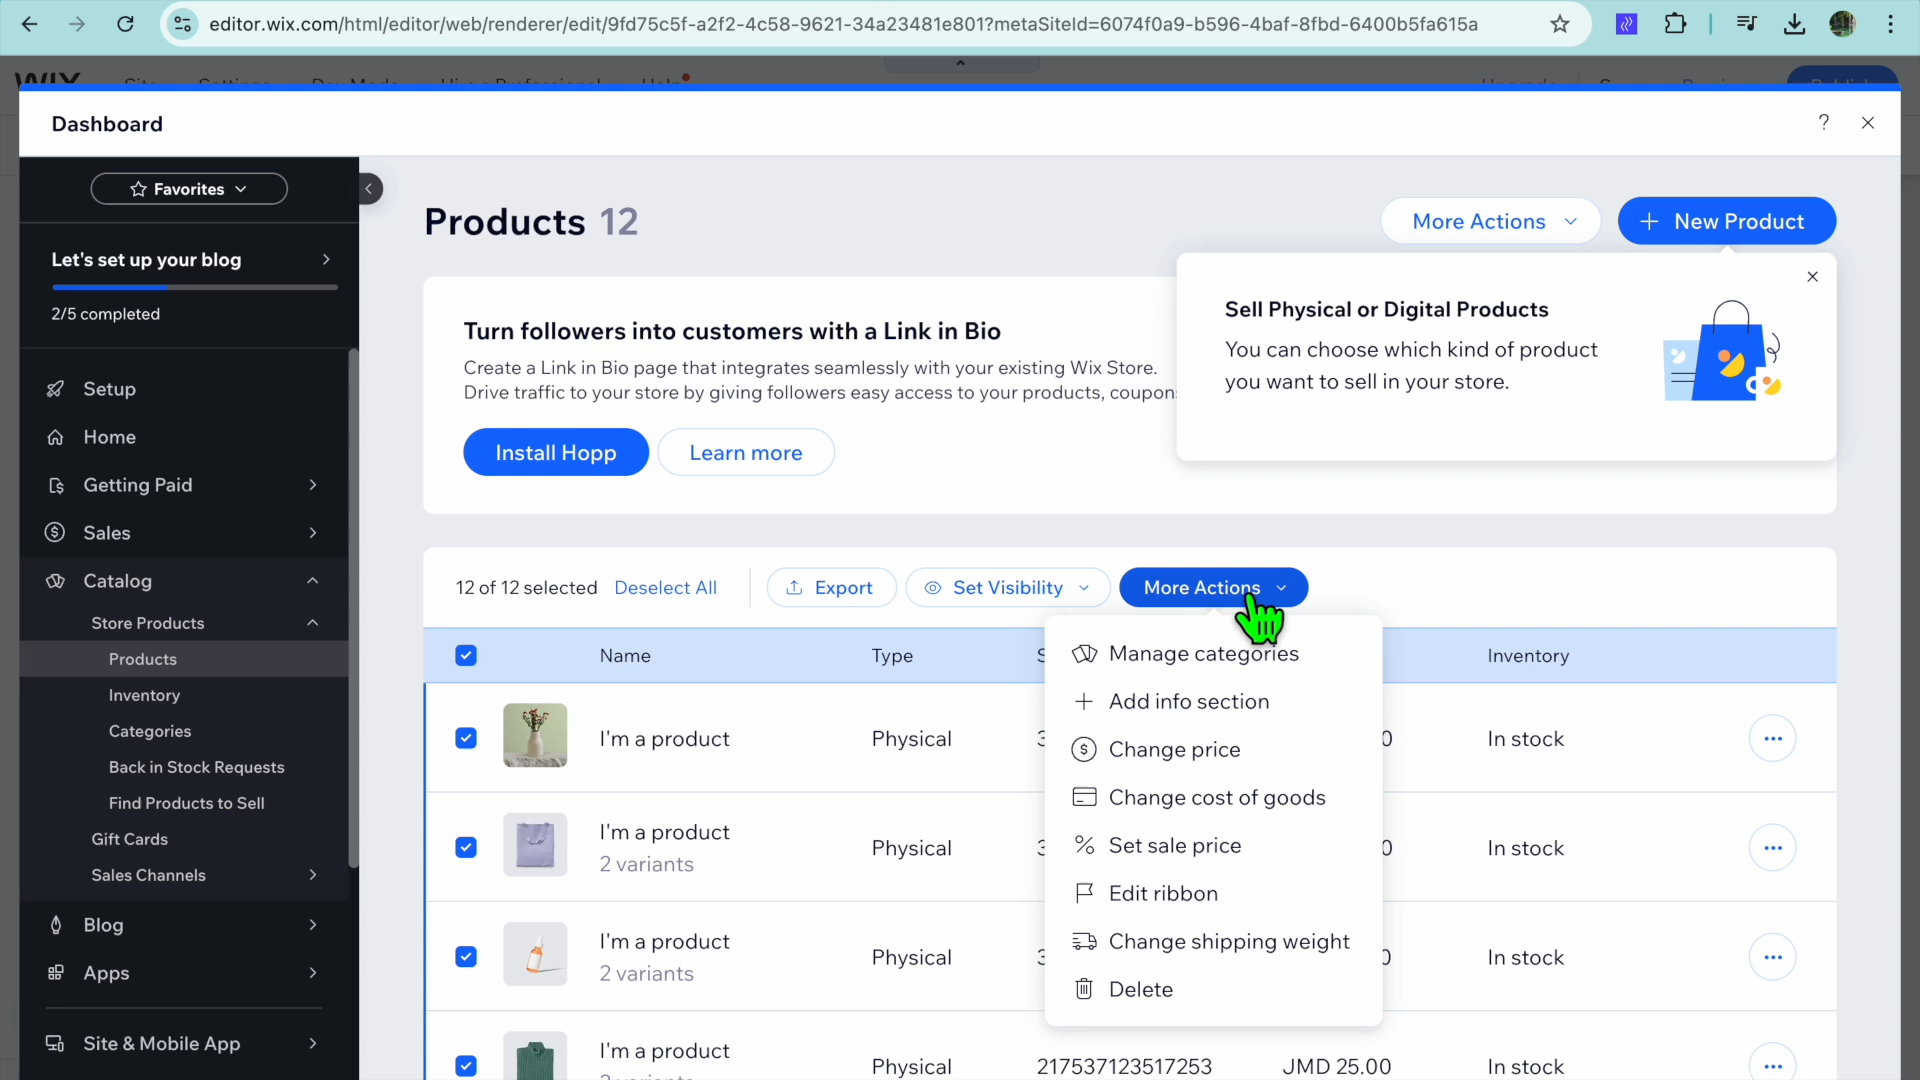 editor.wix.com/html/editor/web/renderer/edit/9fd75c5f-a2f2-4c58-9621-34a23481e801?metaSiteId=6074f0a9-b596-4baf-8fbd-6400b5fa615a
Dashboard
?
Favorites
Let's set up your blog
2/5 completed
Setup
Home
Getting Paid
Sales
Catalog
Store Products
Products
Inventory
Categories
Back in Stock Requests
Find Products to Sell
Gift Cards
Sales Channels
Blog
Apps
Site & Mobile App
Products 12
More Actions
New Product
Sell Physical or Digital Products
You can choose which kind of product
you want to sell in your store.
Turn followers into customers with a Link in Bio
Create a Link in Bio page that integrates seamlessly with your existing Wix Store.
Drive traffic to your store by giving followers easy access to your products, coupon
Install Hopp
Learn more
12 of 12 selected
Deselect All
Export
Set Visibility
More Actions
Manage categories
Add info section
Change price
Change cost of goods
Set sale price
Edit ribbon
Change shipping weight
Delete
Name
Type
Inventory
I'm a product
Physical
In stock
I'm a product
2 variants
Physical
In stock
I'm a product
2 variants
Physical
In stock
I'm a product
Physical
217537123517253
JMD 25.00
In stock